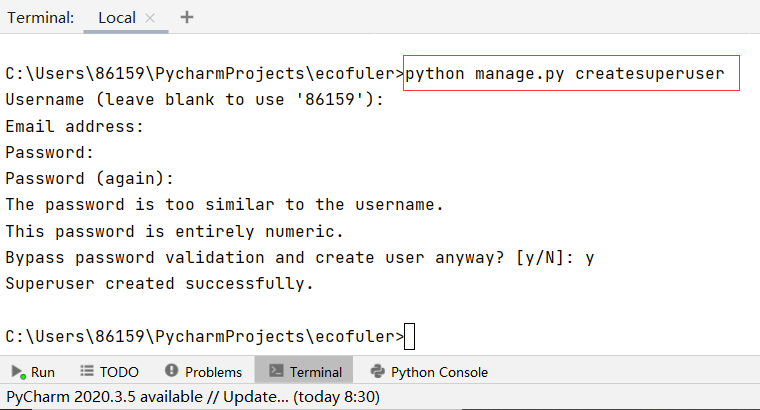 Terminal: Local × +
C:\Users\86159\PycharmProjects\ecofuler>python manage.py createsuperuser
Username (leave blank to use '86159'):
Email address:
Password:
Password (again):
The password is too similar to the username.
This password is entirely numeric.
Bypass password validation and create user anyway? [y/N]: y
Superuser created successfully.
C:\Users\86159\PycharmProjects\ecofuler>
Run TODO Problems Terminal Python Console
PyCharm 2020.3.5 available // Update... (today 8:30)